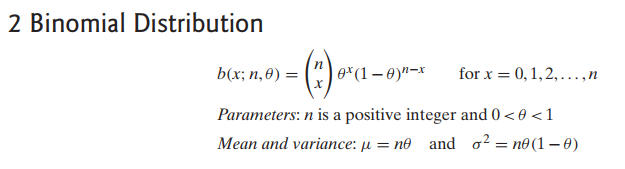 2 Binomial Distribution
b(x; n, θ) = (n x) θ^x (1 − θ)^{n−x} for x = 0, 1, 2, . . . , n
Parameters: n is a positive integer and 0 < θ < 1
Mean and variance: μ = nθ and σ² = nθ(1 − θ)